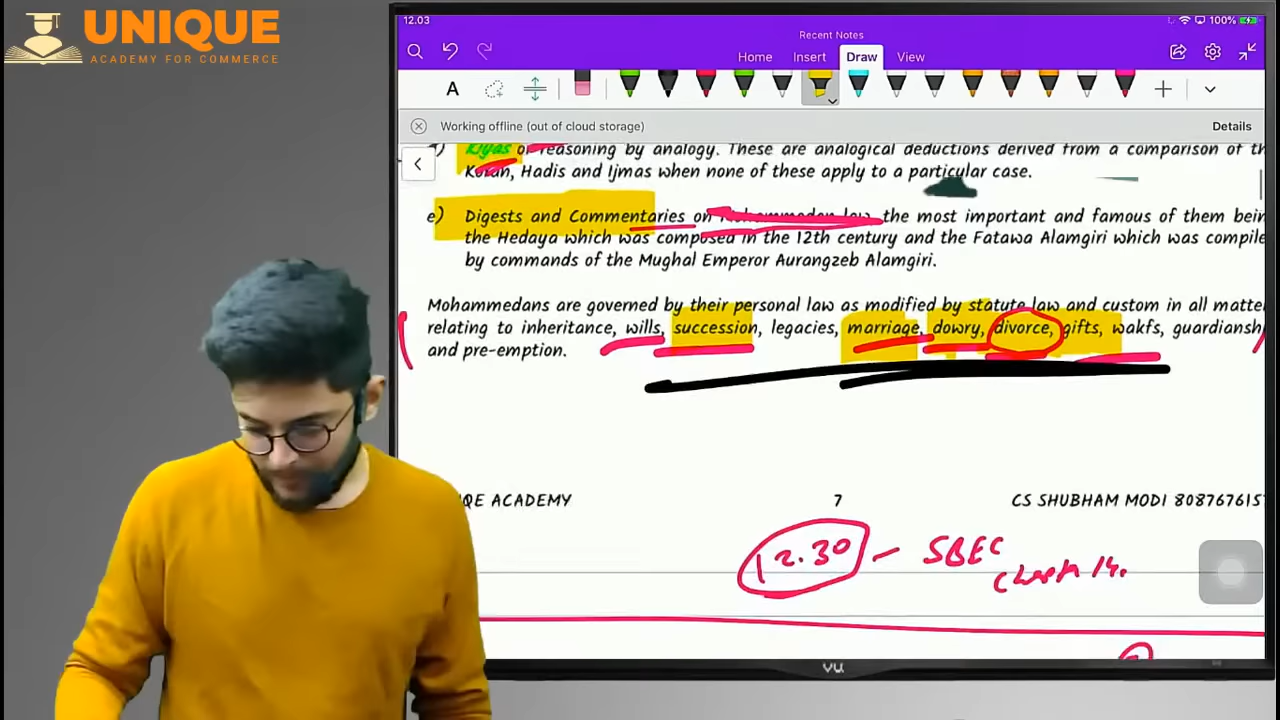 UNIQUE
ACADEMY FOR COMMERCE
12.03
100%
Recent Notes
Home Insert Draw View
A
Working offline (out of cloud storage)
Details
Kiyas or reasoning by analogy. These are analogical deductions derived from a comparison of th
Koran, Hadis and Ijmas when none of these apply to a particular case.
e) Digests and Commentaries on Mohammedan law the most important and famous of them bein
the Hedaya which was composed in the 12th century and the Fatawa Alamgiri which was compile
by commands of the Mughal Emperor Aurangzeb Alamgiri.
Mohammedans are governed by their personal law as modified by statute law and custom in all matte
relating to inheritance, wills, succession, legacies, marriage, dowry, divorce, gifts, wakfs, guardiansh
and pre-emption.
QE ACADEMY 7 CS SHUBHAM MODI 808767615
12.30 - SBEC
14.
VU